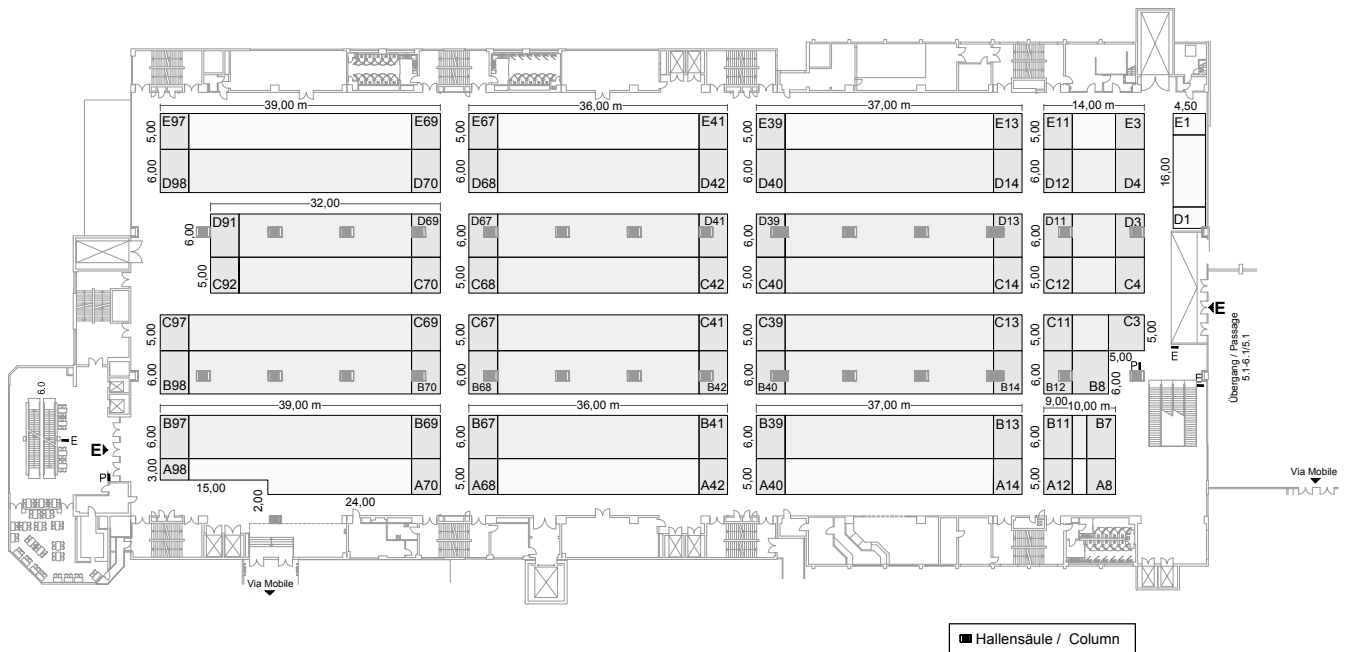 39,00 m 36,00 m 37,00 m 14,00 m 4,50
E97 E69 E67 E41 E39 E13 E11 E3 E1
5,00 5,00 5,00 5,00
6,00 6,00 6,00 6,00 16,00
D98 D70 D68 D42 D40 D14 D12 D4
32,00
D91 D69 D67 D41 D39 D13 D11 D3 D1
6,00 6,00 6,00 6,00
5,00 5,00 5,00 5,00
C92 C70 C68 C42 C40 C14 C12 C4
E
C97 C69 C67 C41 C39 C13 C11 C3
5,00 5,00 5,00 5,00 5,00
Übergang / Passage
5.1-6.1/5.1
E
5,00 P
6,00 6,00 6,00 6,00 6,00 E
B98 B70 B68 B42 B40 B14 B12 B8
6.0
39,00 m 36,00 m 37,00 m 9,00 10,00 m
B97 B69 B67 B41 B39 B13 B11 B7
6,00 6,00 6,00 6,00
E E
3,00 A98 5,00 5,00 5,00
P
15,00 2,00 24,00
A70 A68 A42 A40 A14 A12 A8
Via Mobile
Via Mobile
Hallensäule / Column